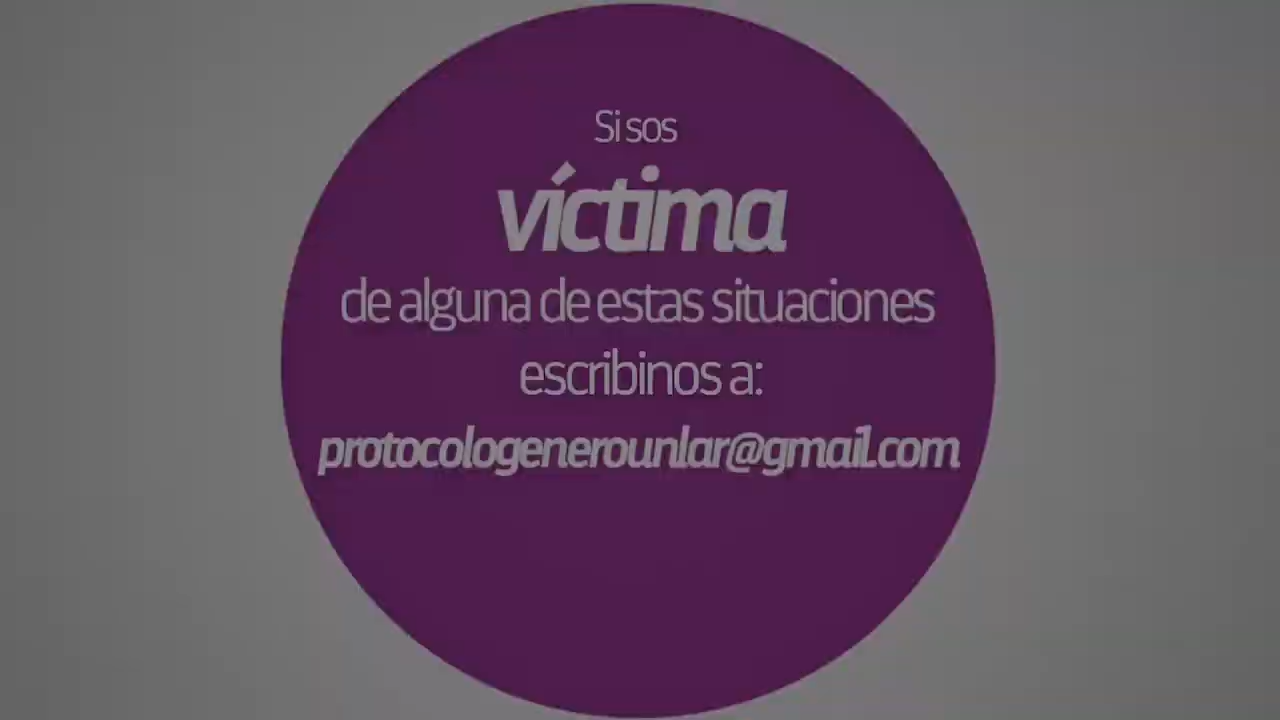 Si sos
víctima
de alguna de estas situaciones
escribinos a:
protocologenerounlar@gmail.com